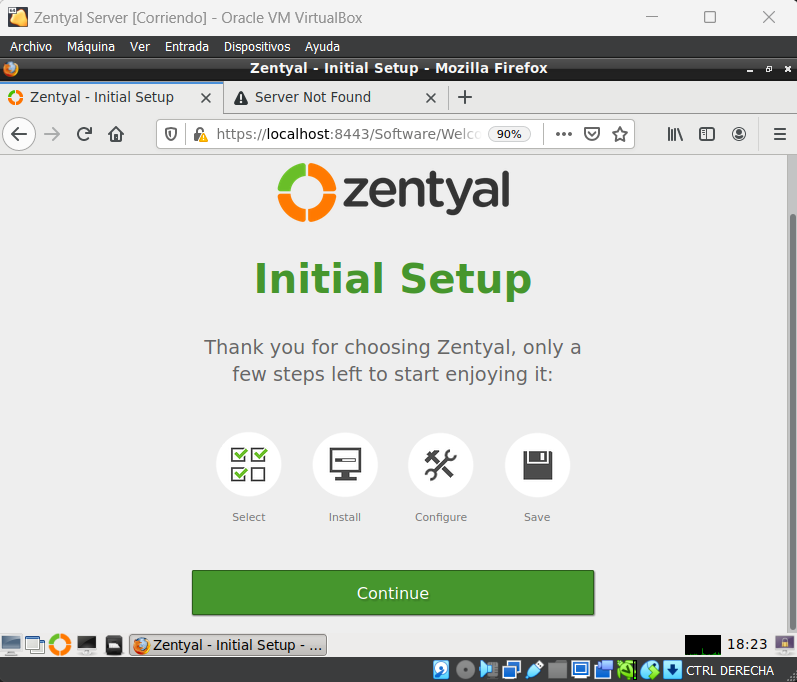 Zentyal Server [Corriendo] - Oracle VM VirtualBox
Archivo Máquina Ver Entrada Dispositivos Ayuda
Zentyal - Initial Setup - Mozilla Firefox
Zentyal - Initial Setup Server Not Found
https://localhost:8443/Software/Welco 90%
zentyal
Initial Setup
Thank you for choosing Zentyal, only a
few steps left to start enjoying it:
Select Install Configure Save
Continue
Zentyal - Initial Setup - ... 18:23
CTRL DERECHA